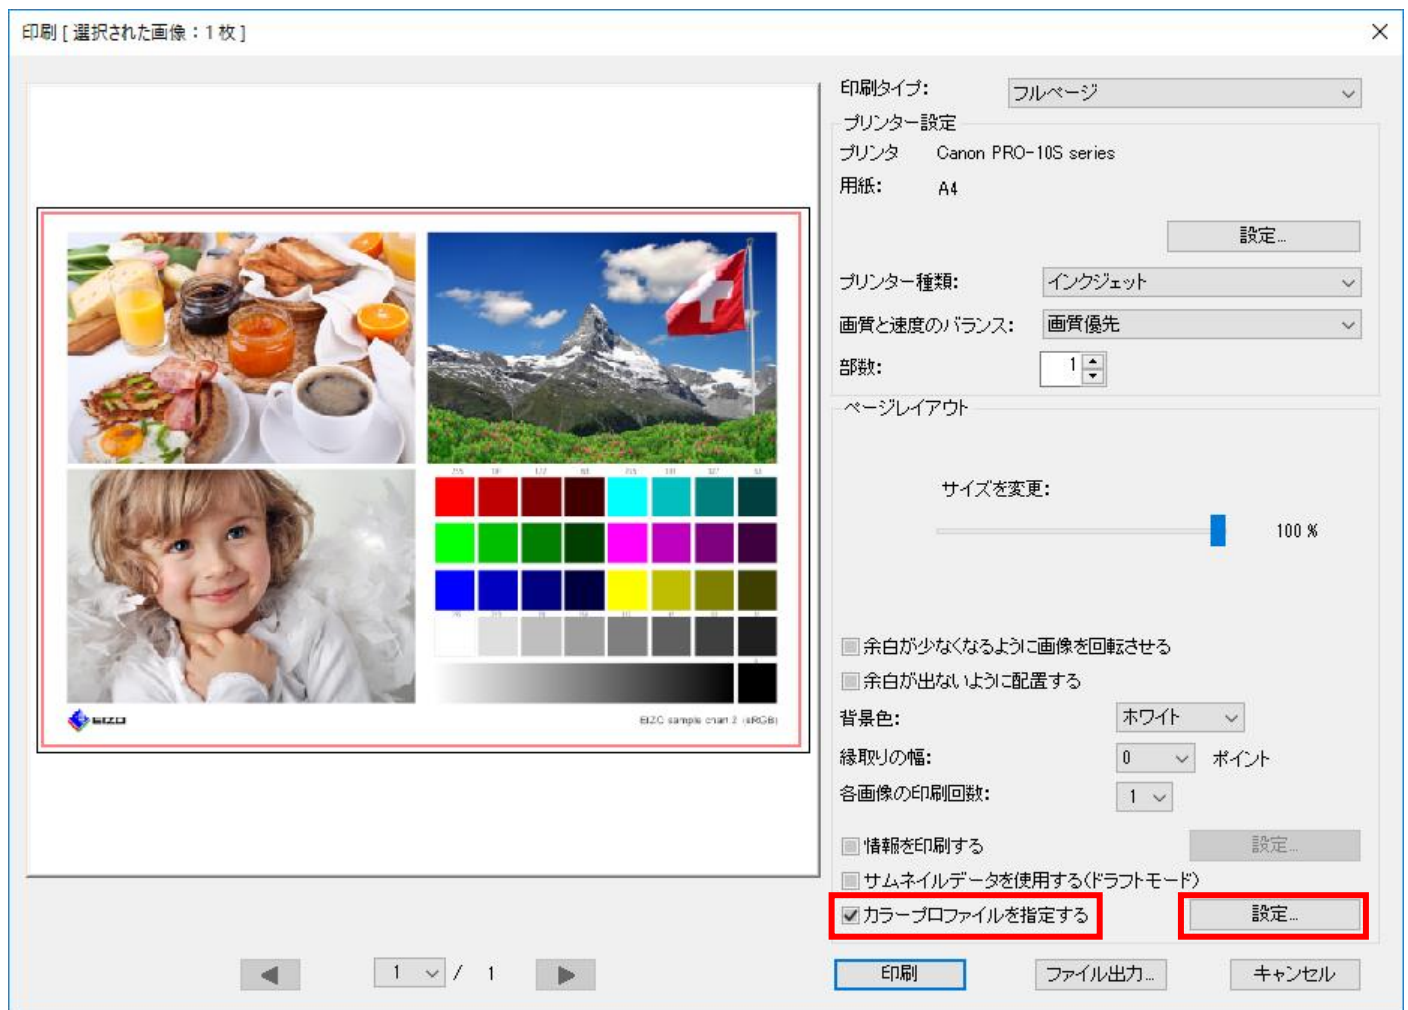 印刷 [ 選択された画像：1 枚 ]
印刷タイプ: フルページ
プリンター設定
プリンタ Canon PRO-10S series
用紙: A4
設定...
プリンター種類: インクジェット
画質と速度のバランス: 画質優先
部数: 1
ページレイアウト
サイズを変更:
100 %
余白が少なくなるように画像を回転させる
余白が出ないように配置する
背景色: ホワイト
縁取りの幅: 0 ポイント
各画像の印刷回数: 1
情報を印刷する 設定...
サムネイルデータを使用する(ドラフトモード)
カラープロファイルを指定する 設定...
EIZO
EIZO sample chart 2 (sRGB)
1 / 1
印刷 ファイル出力... キャンセル